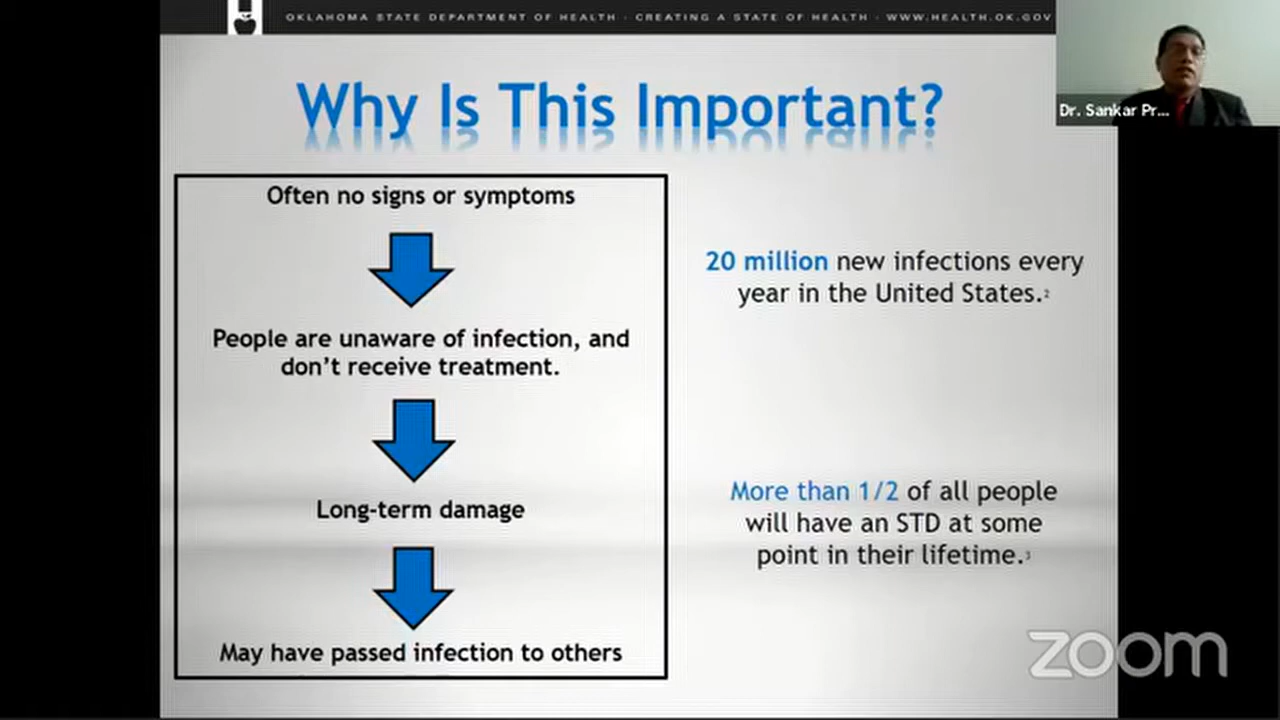 OKLAHOMA STATE DEPARTMENT OF HEALTH · CREATING A STATE OF HEALTH · WWW.HEALTH.OK.GOV
Dr. Sankar Pr...
Why Is This Important?
Often no signs or symptoms
People are unaware of infection, and
don't receive treatment.
Long-term damage
May have passed infection to others
20 million new infections every
year in the United States.2
More than 1/2 of all people
will have an STD at some
point in their lifetime.3
zoom